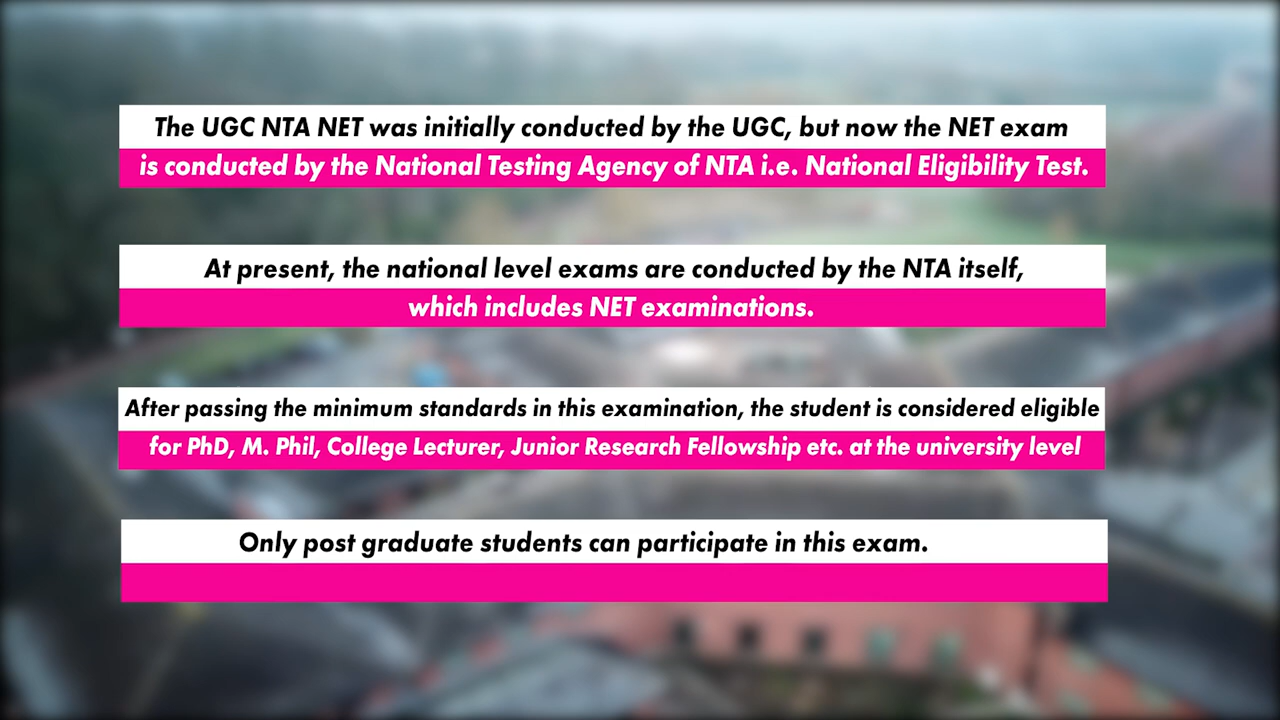 The UGC NTA NET was initially conducted by the UGC, but now the NET exam
is conducted by the National Testing Agency of NTA i.e. National Eligibility Test.
At present, the national level exams are conducted by the NTA itself,
which includes NET examinations.
After passing the minimum standards in this examination, the student is considered eligible
for PhD, M. Phil, College Lecturer, Junior Research Fellowship etc. at the university level
Only post graduate students can participate in this exam.